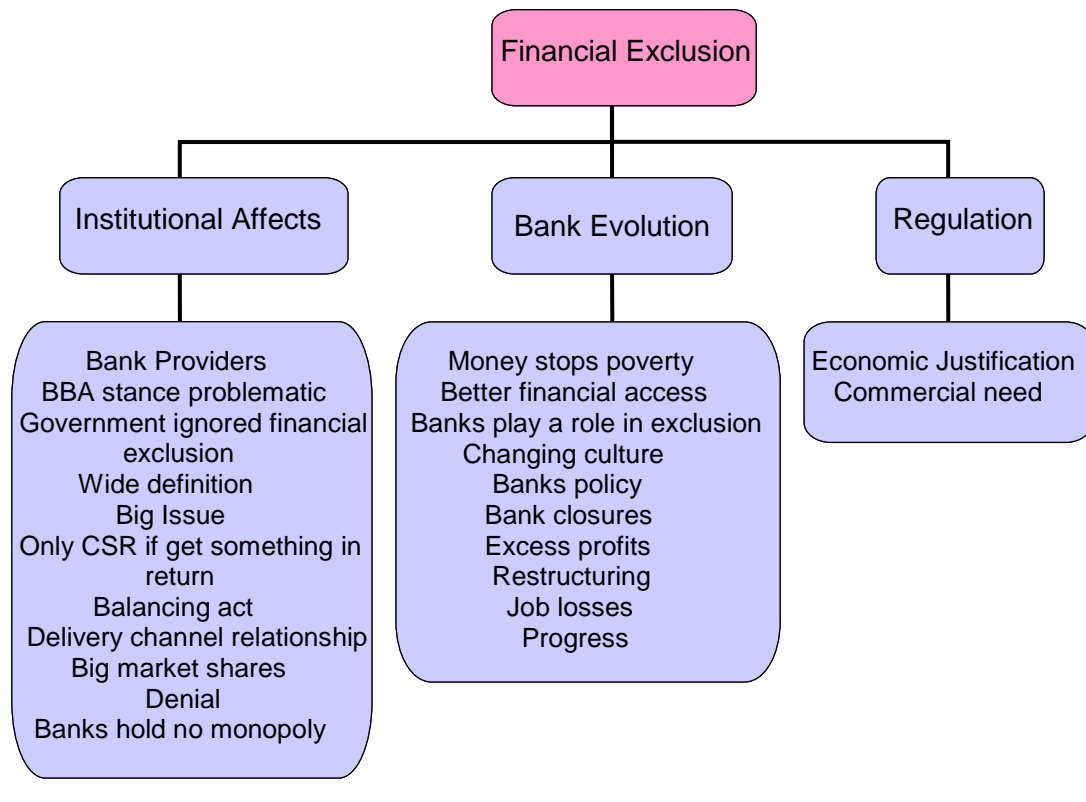 Financial Exclusion
Institutional Affects
Bank Evolution
Regulation
Bank Providers
BBA stance problematic
Government ignored financial
exclusion
Wide definition
Big Issue
Only CSR if get something in
return
Balancing act
Delivery channel relationship
Big market shares
Denial
Banks hold no monopoly
Money stops poverty
Better financial access
Banks play a role in exclusion
Changing culture
Banks policy
Bank closures
Excess profits
Restructuring
Job losses
Progress
Economic Justification
Commercial need